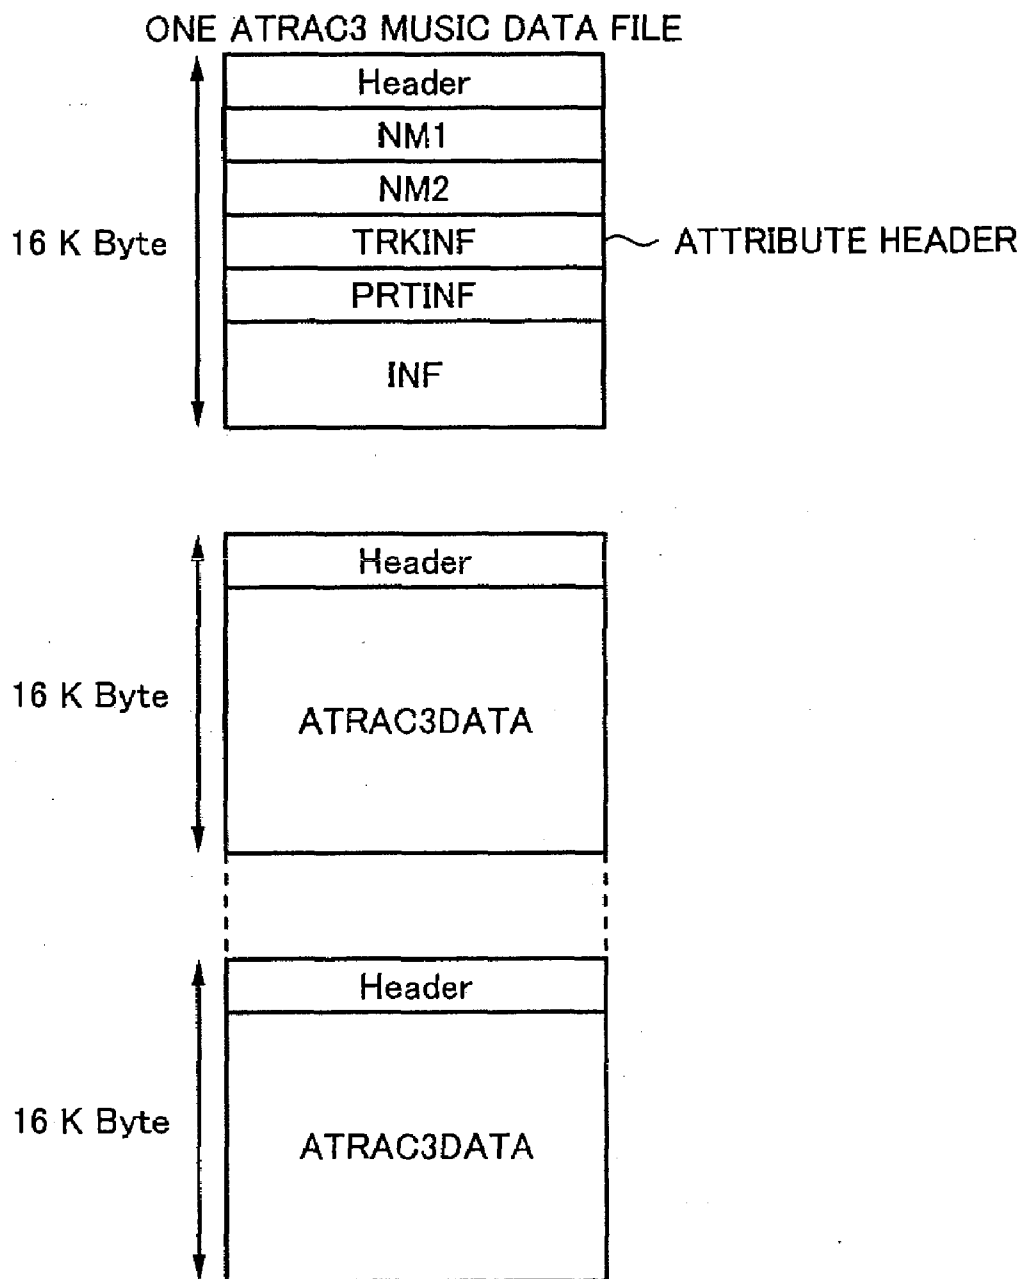 ONE ATRAC3 MUSIC DATA FILE
Header
NM1
NM2
16 K Byte
TRKINF
ATTRIBUTE HEADER
PRTINF
INF
Header
16 K Byte
ATRAC3DATA
Header
16 K Byte
ATRAC3DATA